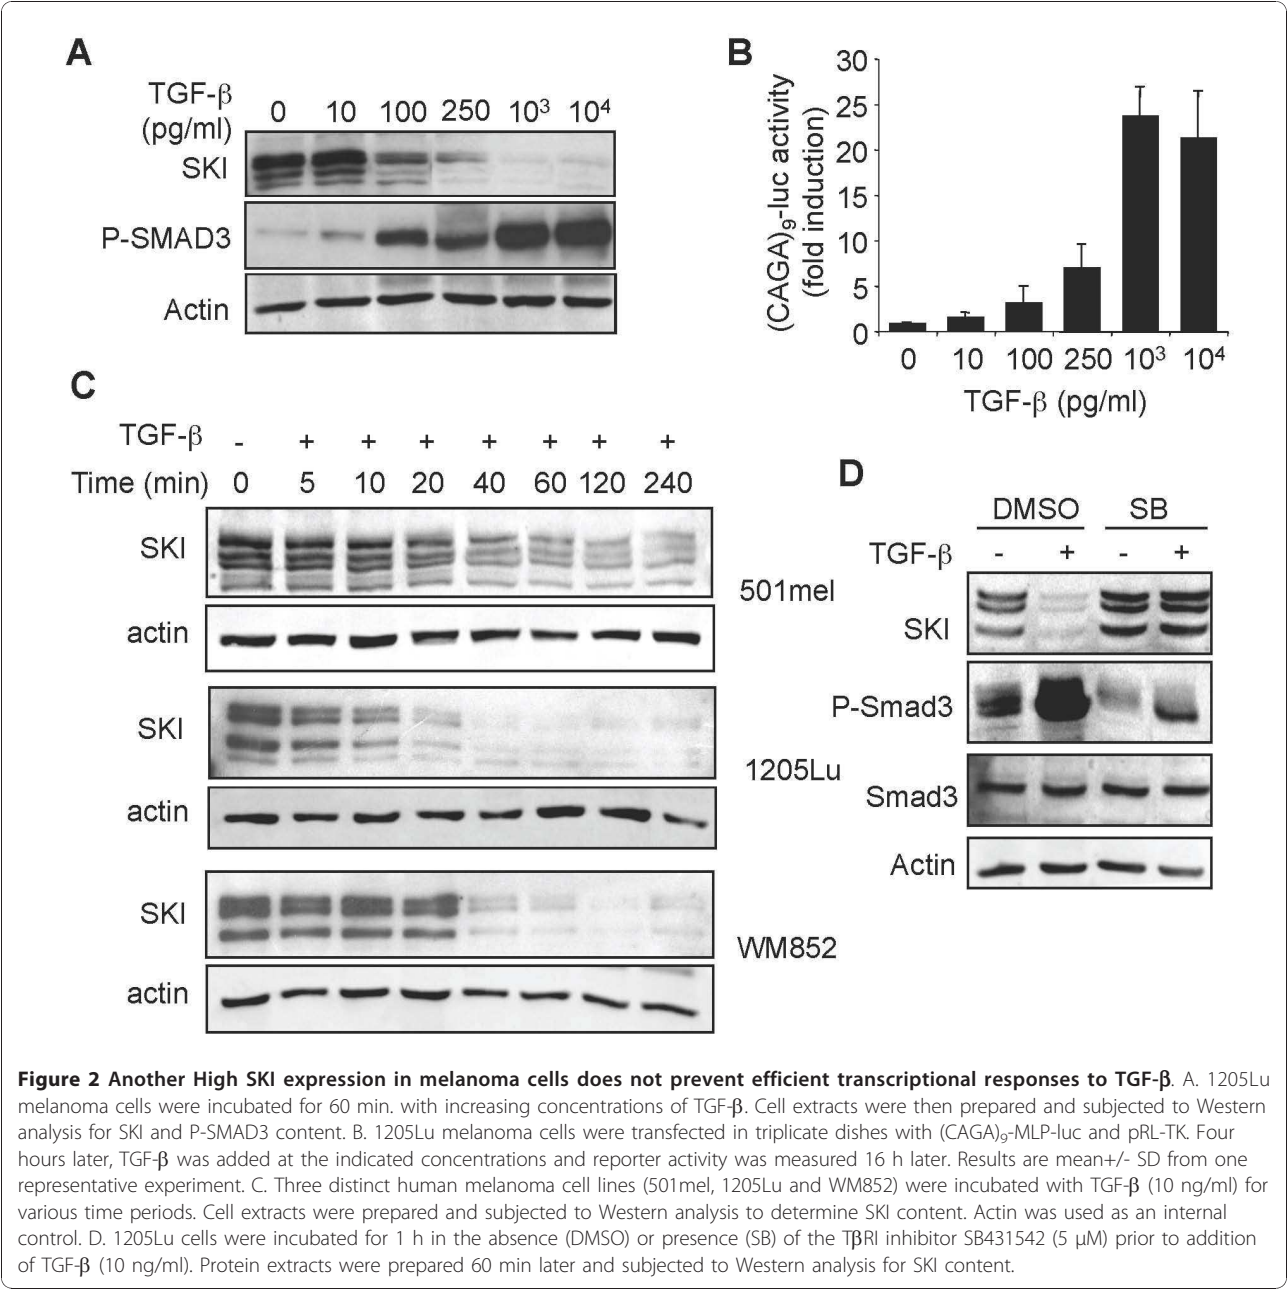 A
TGF-β
(pg/ml)
0 10 100 250 10³ 10⁴
SKI
P-SMAD3
Actin
B
(CAGA)₉-luc activity
(fold induction)
30
25
20
15
10
5
0
0 10 100 250 10³ 10⁴
TGF-β (pg/ml)
C
TGF-β - + + + + + + +
Time (min) 0 5 10 20 40 60 120 240
SKI
501mel
actin
SKI
1205Lu
actin
SKI
WM852
actin
D
DMSO SB
TGF-β - + - +
SKI
P-Smad3
Smad3
Actin
Figure 2 Another High SKI expression in melanoma cells does not prevent efficient transcriptional responses to TGF-β. A. 1205Lu
melanoma cells were incubated for 60 min. with increasing concentrations of TGF-β. Cell extracts were then prepared and subjected to Western
analysis for SKI and P-SMAD3 content. B. 1205Lu melanoma cells were transfected in triplicate dishes with (CAGA)₉-MLP-luc and pRL-TK. Four
hours later, TGF-β was added at the indicated concentrations and reporter activity was measured 16 h later. Results are mean+/- SD from one
representative experiment. C. Three distinct human melanoma cell lines (501mel, 1205Lu and WM852) were incubated with TGF-β (10 ng/ml) for
various time periods. Cell extracts were prepared and subjected to Western analysis to determine SKI content. Actin was used as an internal
control. D. 1205Lu cells were incubated for 1 h in the absence (DMSO) or presence (SB) of the TβRI inhibitor SB431542 (5 μM) prior to addition
of TGF-β (10 ng/ml). Protein extracts were prepared 60 min later and subjected to Western analysis for SKI content.